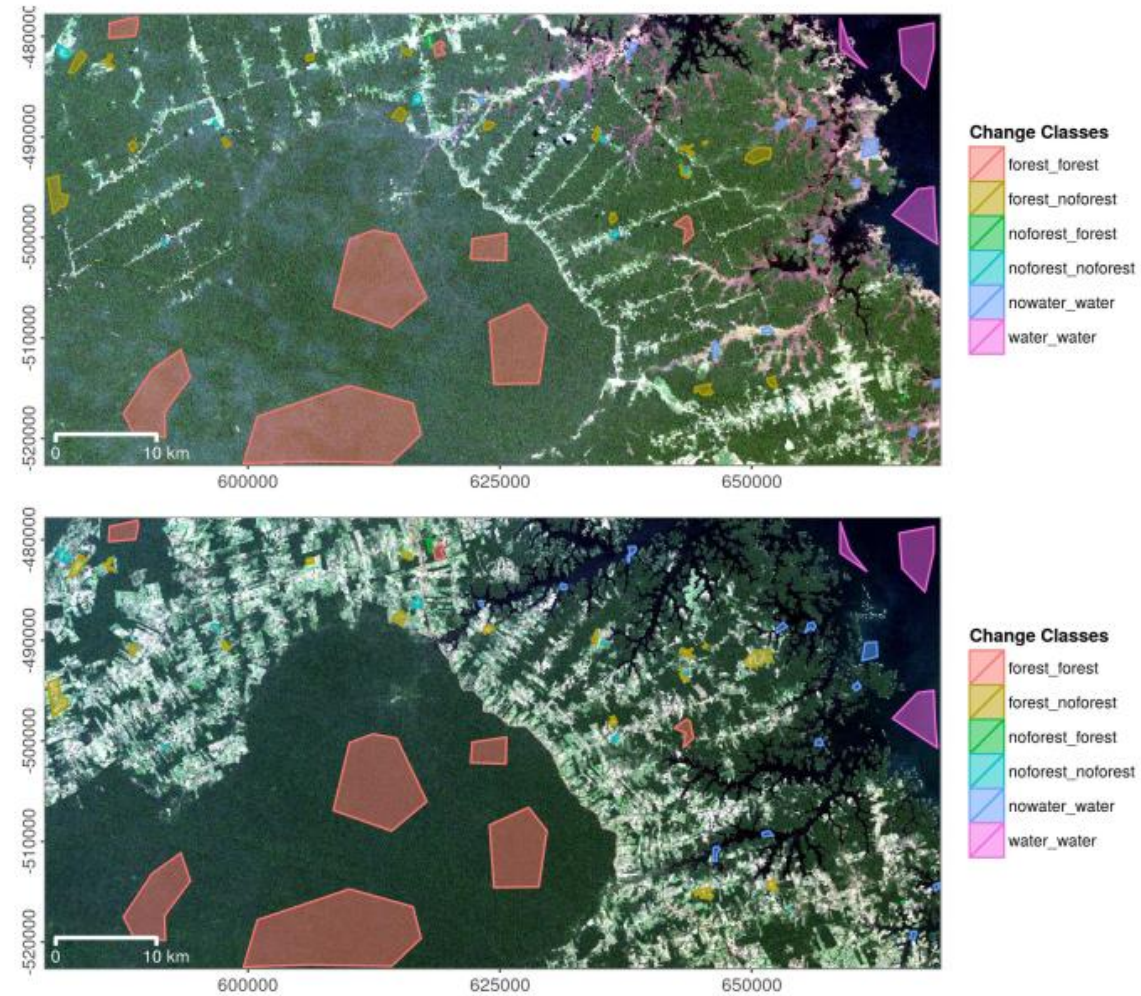 -480000
-490000
-500000
-510000
-520000
0 10 km
600000 625000 650000
Change Classes
forest_forest
forest_noforest
noforest_forest
noforest_noforest
nowater_water
water_water
-480000
-490000
-500000
-510000
-520000
0 10 km
600000 625000 650000
Change Classes
forest_forest
forest_noforest
noforest_forest
noforest_noforest
nowater_water
water_water